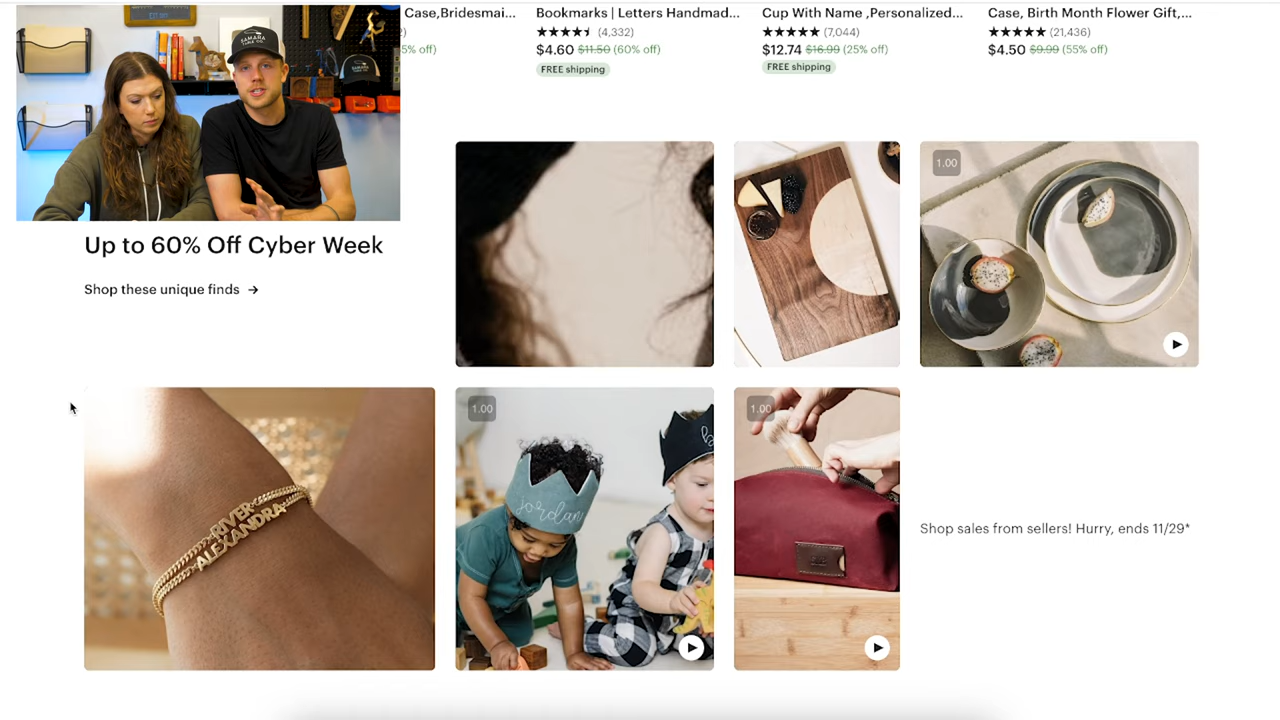 Case,Bridesmai...
5% off)
Bookmarks | Letters Handmad...
(4,332)
$4.60 $11.50 (60% off)
FREE shipping
Cup With Name ,Personalized...
(7,044)
$12.74 $16.99 (25% off)
FREE shipping
Case, Birth Month Flower Gift,...
(21,436)
$4.50 $9.99 (55% off)
SAMARA
Up to 60% Off Cyber Week
Shop these unique finds →
1.00
RIVER
ALEXANDRA
1.00
jordan
b
1.00
Shop sales from sellers! Hurry, ends 11/29*